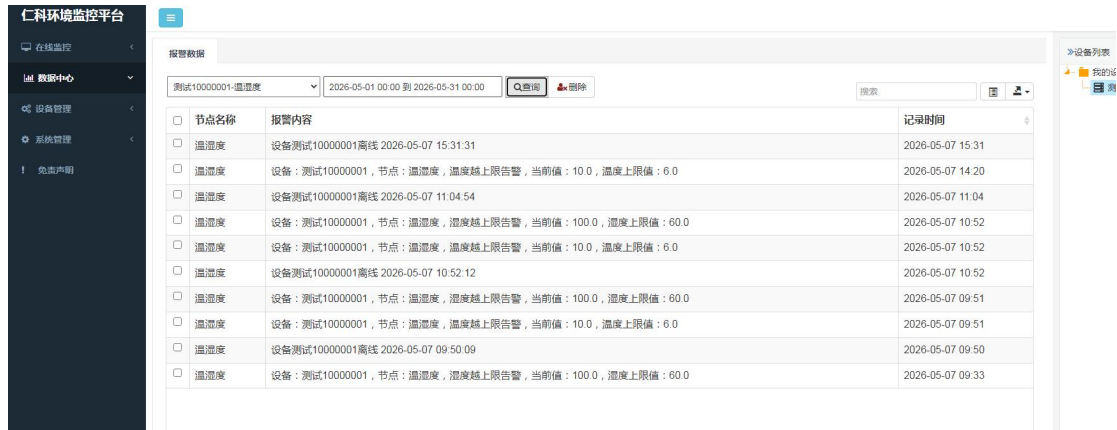 仁科环境监控平台
在线监控
数据中心
设备管理
系统管理
! 免责声明
报警数据
测试10000001-温湿度 2026-05-01 00:00 到 2026-05-31 00:00 查询 删除 搜索
节点名称 报警内容 记录时间
温湿度 设备测试10000001离线 2026-05-07 15:31:31 2026-05-07 15:31
温湿度 设备：测试10000001，节点：温湿度，温度越上限告警，当前值：10.0，温度上限值：6.0 2026-05-07 14:20
温湿度 设备测试10000001离线 2026-05-07 11:04:54 2026-05-07 11:04
温湿度 设备：测试10000001，节点：温湿度，湿度越上限告警，当前值：100.0，湿度上限值：60.0 2026-05-07 10:52
温湿度 设备：测试10000001，节点：温湿度，温度越上限告警，当前值：10.0，温度上限值：6.0 2026-05-07 10:52
温湿度 设备测试10000001离线 2026-05-07 10:52:12 2026-05-07 10:52
温湿度 设备：测试10000001，节点：温湿度，湿度越上限告警，当前值：100.0，湿度上限值：60.0 2026-05-07 09:51
温湿度 设备：测试10000001，节点：温湿度，温度越上限告警，当前值：10.0，温度上限值：6.0 2026-05-07 09:51
温湿度 设备测试10000001离线 2026-05-07 09:50:09 2026-05-07 09:50
温湿度 设备：测试10000001，节点：温湿度，湿度越上限告警，当前值：100.0，湿度上限值：60.0 2026-05-07 09:33
设备列表
我的设
测